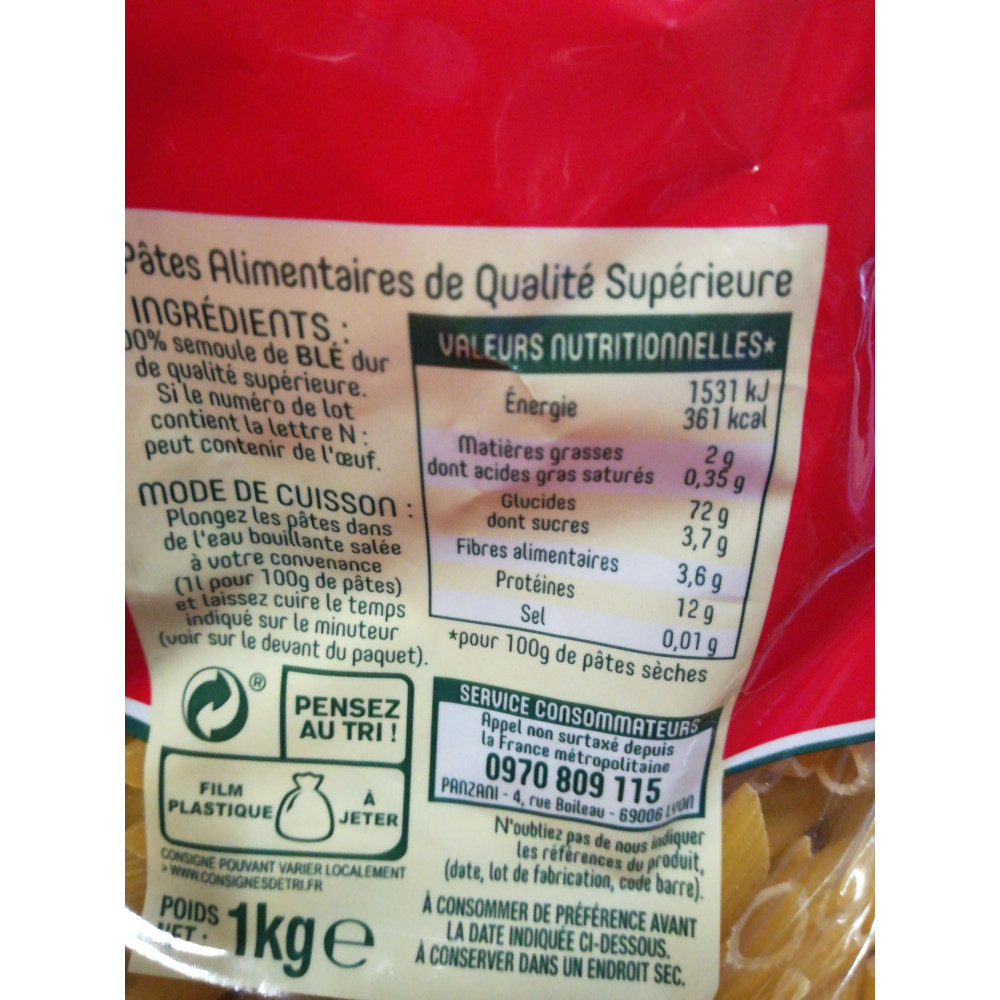 Pâtes Alimentaires de Qualité Supérieure
INGRÉDIENTS :
00% semoule de BLÉ dur
de qualité supérieure.
Si le numéro de lot
contient la lettre N :
peut contenir de l'œuf.
MODE DE CUISSON :
Plongez les pâtes dans
de l'eau bouillante salée
à votre convenance
(1l pour 100g de pâtes)
et laissez cuire le temps
indiqué sur le minuteur
(voir sur le devant du paquet).
VALEURS NUTRITIONNELLES*
Énergie 1531 kJ
361 kcal
Matières grasses 2 g
dont acides gras saturés 0,35 g
Glucides 72 g
dont sucres 3,7 g
Fibres alimentaires 3,6 g
Protéines 12 g
Sel 0,01 g
*pour 100g de pâtes sèches
®
PENSEZ
AU TRI !
FILM
PLASTIQUE
À
JETER
CONSIGNE POUVANT VARIER LOCALEMENT
> WWW.CONSIGNESDETRI.FR
POIDS
NET :
1kg e
SERVICE CONSOMMATEURS
Appel non surtaxé depuis
la France métropolitaine
0970 809 115
PANZANI - 4, rue Boileau - 69006 LYON
N'oubliez pas de nous indiquer
les références du produit,
(date, lot de fabrication, code barre).
À CONSOMMER DE PRÉFÉRENCE AVANT
LA DATE INDIQUÉE CI-DESSOUS.
À CONSERVER DANS UN ENDROIT SEC.